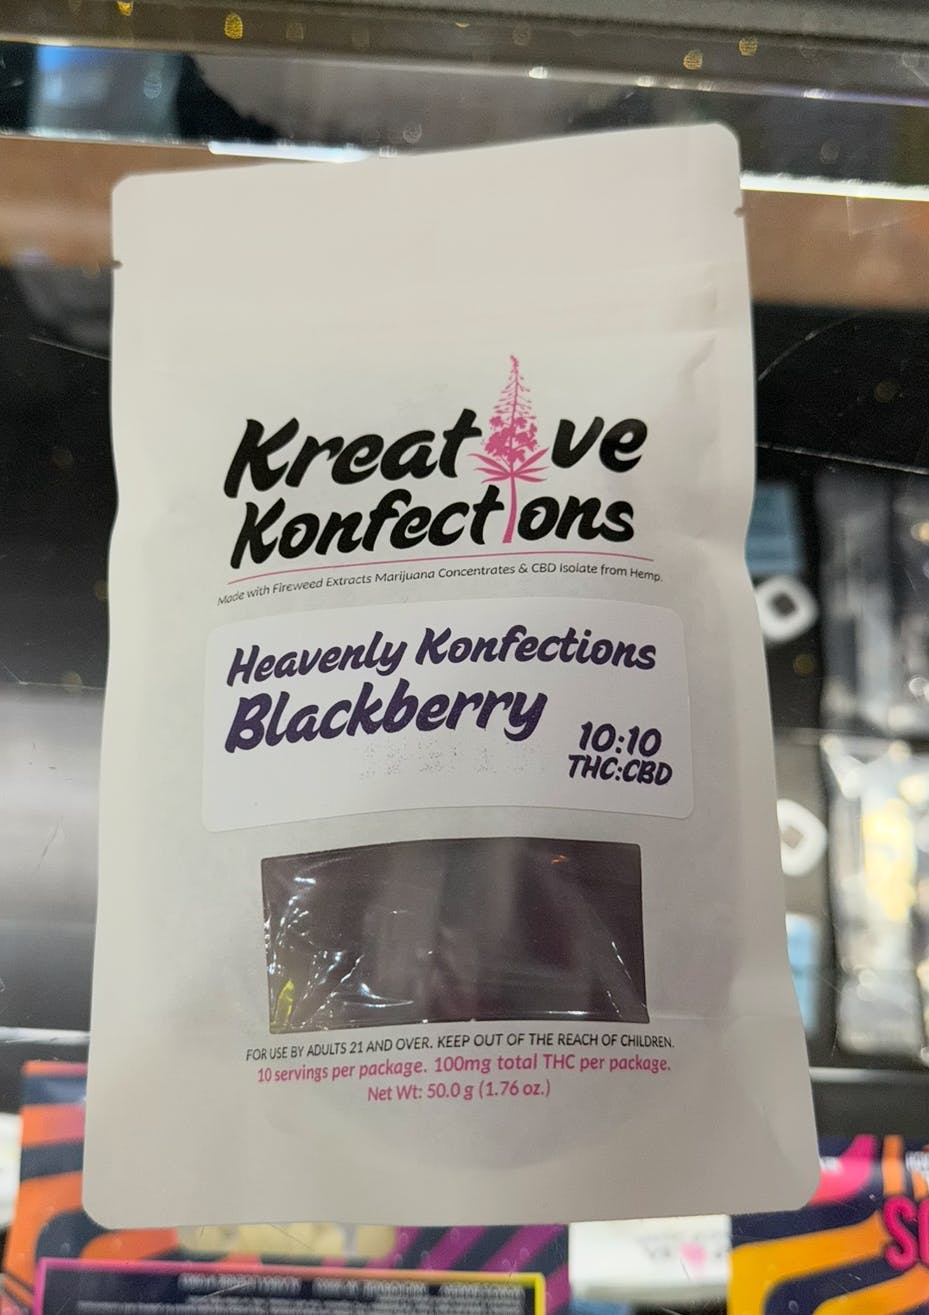 Kreative
Konfections
Made with Fireweed Extracts Marijuana Concentrates & CBD Isolate from Hemp.
Heavenly Konfections
Blackberry
10:10
THC:CBD
FOR USE BY ADULTS 21 AND OVER. KEEP OUT OF THE REACH OF CHILDREN.
10 servings per package. 100mg total THC per package.
Net Wt: 50.0 g (1.76 oz.)